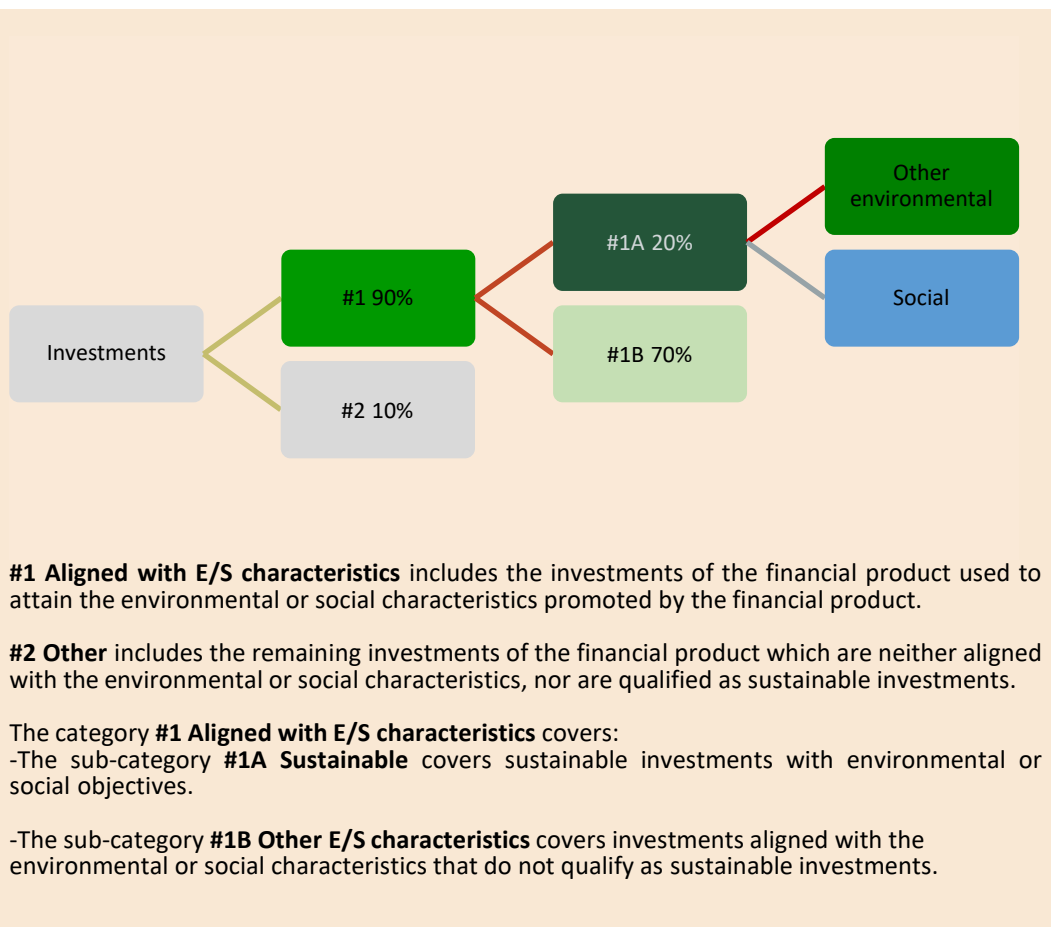 Other
environmental
#1A 20%
#1 90%
Social
Investments
#1B 70%
#2 10%
#1 Aligned with E/S characteristics includes the investments of the financial product used to
attain the environmental or social characteristics promoted by the financial product.
#2 Other includes the remaining investments of the financial product which are neither aligned
with the environmental or social characteristics, nor are qualified as sustainable investments.
The category #1 Aligned with E/S characteristics covers:
-The sub-category #1A Sustainable covers sustainable investments with environmental or
social objectives.
-The sub-category #1B Other E/S characteristics covers investments aligned with the
environmental or social characteristics that do not qualify as sustainable investments.